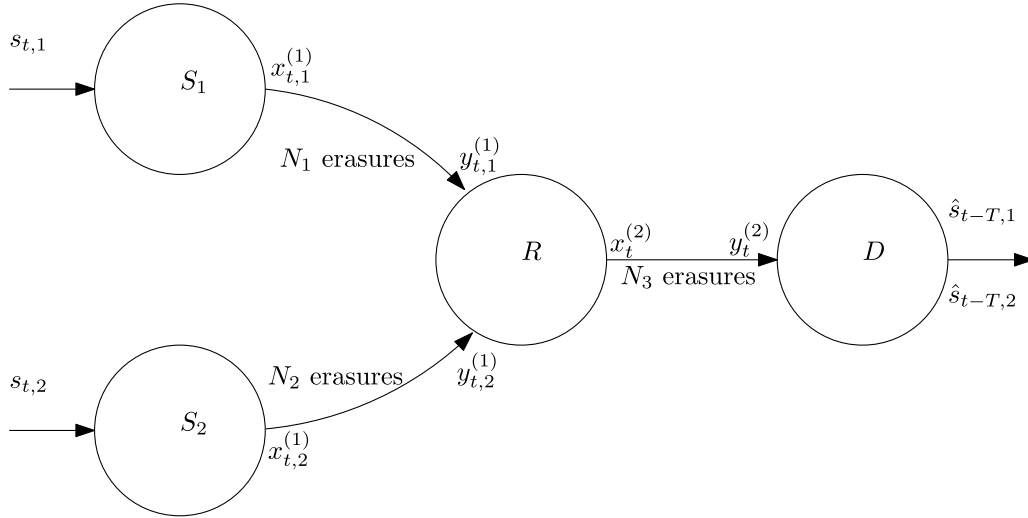 s_{t,1}
S_1
x_{t,1}^{(1)}
N_1 erasures
y_{t,1}^{(1)}
R
x_t^{(2)}
y_t^{(2)}
N_3 erasures
D
ŝ_{t−T,1}
ŝ_{t−T,2}
s_{t,2}
S_2
N_2 erasures
y_{t,2}^{(1)}
x_{t,2}^{(1)}